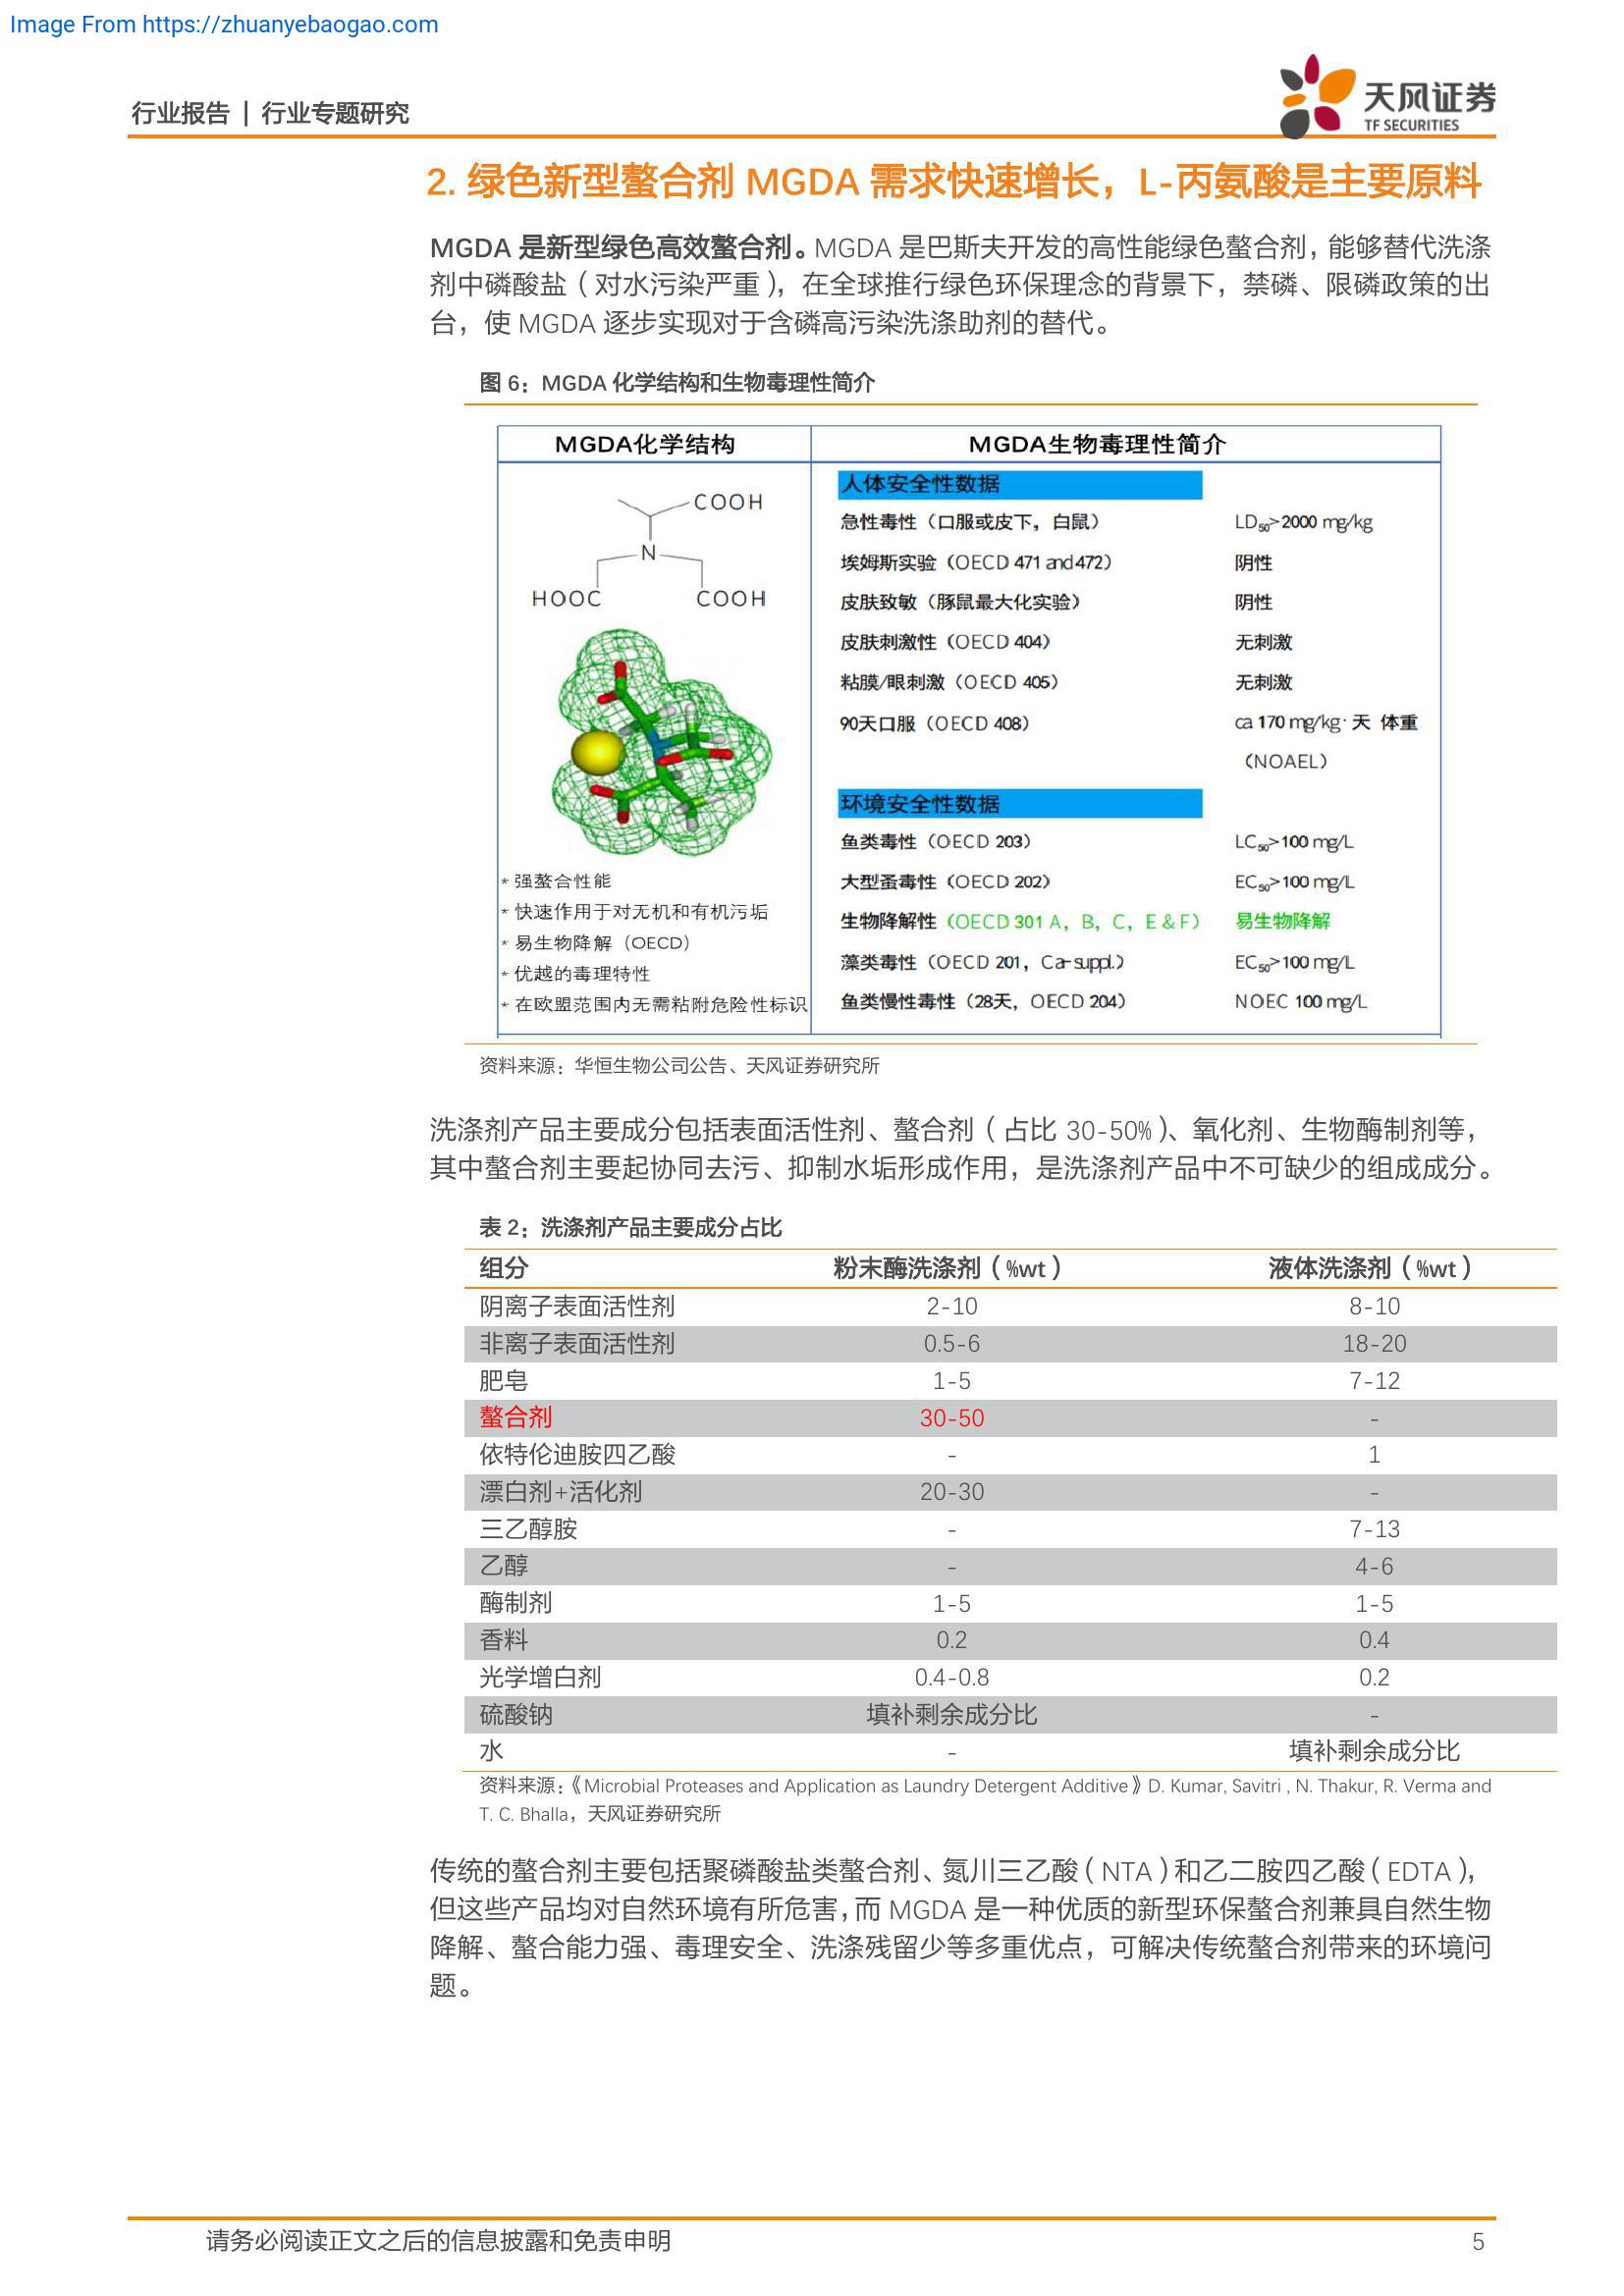 Image From https://zhuanyebaogao.com
行业报告 | 行业专题研究
天风证券
TF SECURITIES
2. 绿色新型螯合剂 MGDA 需求快速增长，L-丙氨酸是主要原料
MGDA 是新型绿色高效螯合剂。MGDA 是巴斯夫开发的高性能绿色螯合剂，能够替代洗涤
剂中磷酸盐（对水污染严重），在全球推行绿色环保理念的背景下，禁磷、限磷政策的出
台，使 MGDA 逐步实现对于含磷高污染洗涤助剂的替代。
图 6：MGDA 化学结构和生物毒理性简介
MGDA化学结构 MGDA生物毒理性简介
COOH
N
HOOC COOH
* 强螯合性能
* 快速作用于对无机和有机污垢
* 易生物降解（OECD）
* 优越的毒理特性
* 在欧盟范围内无需粘附危险性标识
人体安全性数据
急性毒性（口服或皮下，白鼠） LD50>2000 mg/kg
埃姆斯实验（OECD 471 and 472） 阴性
皮肤致敏（豚鼠最大化实验） 阴性
皮肤刺激性（OECD 404） 无刺激
粘膜/眼刺激（OECD 405） 无刺激
90天口服（OECD 408） ca 170 mg/kg·天 体重
（NOAEL）
环境安全性数据
鱼类毒性（OECD 203） LC50>100 mg/L
大型蚤毒性（OECD 202） EC50>100 mg/L
生物降解性（OECD 301 A，B，C，E & F） 易生物降解
藻类毒性（OECD 201，Ca-suppl.） EC50>100 mg/L
鱼类慢性毒性（28天，OECD 204） NOEC 100 mg/L
资料来源：华恒生物公司公告、天风证券研究所
洗涤剂产品主要成分包括表面活性剂、螯合剂（占比 30-50%）、氧化剂、生物酶制剂等，
其中螯合剂主要起协同去污、抑制水垢形成作用，是洗涤剂产品中不可缺少的组成成分。
表 2：洗涤剂产品主要成分占比
组分 粉末酶洗涤剂（%wt） 液体洗涤剂（%wt）
阴离子表面活性剂 2-10 8-10
非离子表面活性剂 0.5-6 18-20
肥皂 1-5 7-12
螯合剂 30-50 -
依特伦迪胺四乙酸 - 1
漂白剂+活化剂 20-30 -
三乙醇胺 - 7-13
乙醇 - 4-6
酶制剂 1-5 1-5
香料 0.2 0.4
光学增白剂 0.4-0.8 0.2
硫酸钠 填补剩余成分比 -
水 - 填补剩余成分比
资料来源：《Microbial Proteases and Application as Laundry Detergent Additive》D. Kumar, Savitri , N. Thakur, R. Verma and
T. C. Bhalla，天风证券研究所
传统的螯合剂主要包括聚磷酸盐类螯合剂、氮川三乙酸（NTA）和乙二胺四乙酸（EDTA），
但这些产品均对自然环境有所危害，而 MGDA 是一种优质的新型环保螯合剂兼具自然生物
降解、螯合能力强、毒理安全、洗涤残留少等多重优点，可解决传统螯合剂带来的环境问
题。
请务必阅读正文之后的信息披露和免责申明 5